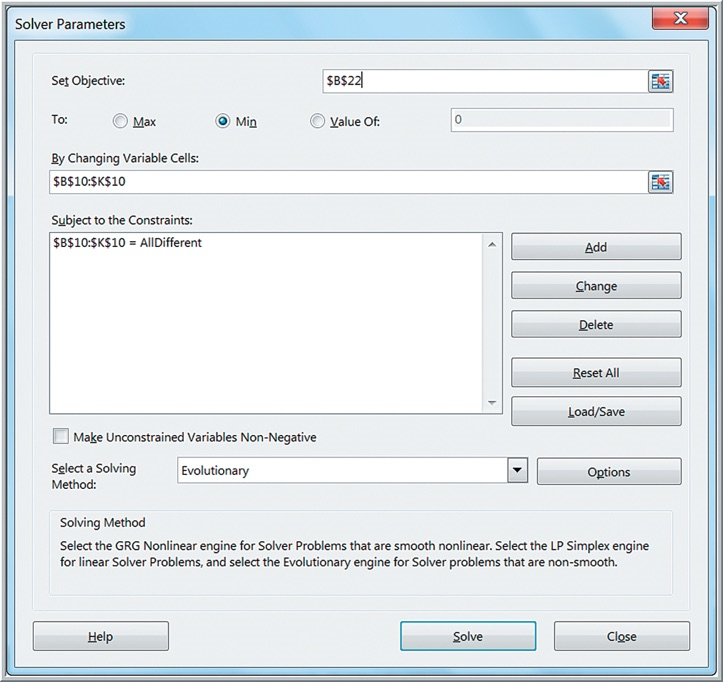 Solver Parameters
Set Objective:
$B$22
To:
Max
Min
Value Of:
0
By Changing Variable Cells:
$B$10:$K$10
Subject to the Constraints:
$B$10:$K$10 = AllDifferent
Add
Change
Delete
Reset All
Load/Save
Make Unconstrained Variables Non-Negative
Select a Solving
Method:
Evolutionary
Options
Solving Method
Select the GRG Nonlinear engine for Solver Problems that are smooth nonlinear. Select the LP Simplex engine
for linear Solver Problems, and select the Evolutionary engine for Solver problems that are non-smooth.
Help
Solve
Close